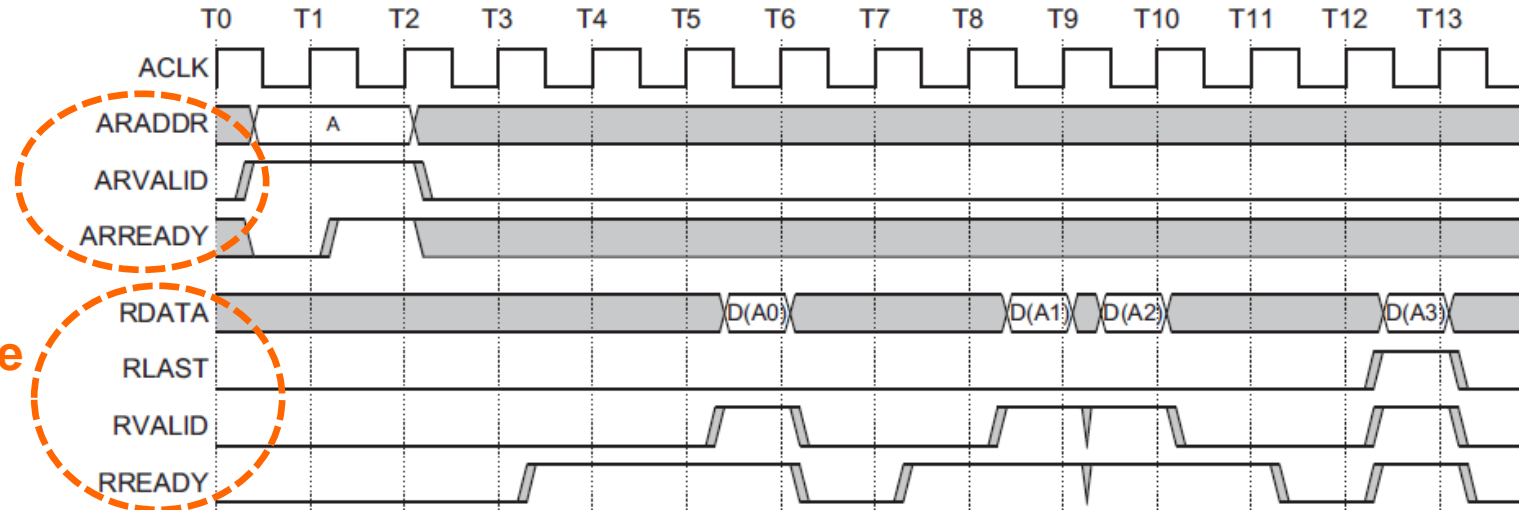 T0 T1 T2 T3 T4 T5 T6 T7 T8 T9 T10 T11 T12 T13
ACLK
ARADDR A
ARVALID
ARREADY
RDATA D(A0) D(A1) D(A2) D(A3)
e
RLAST
RVALID
RREADY